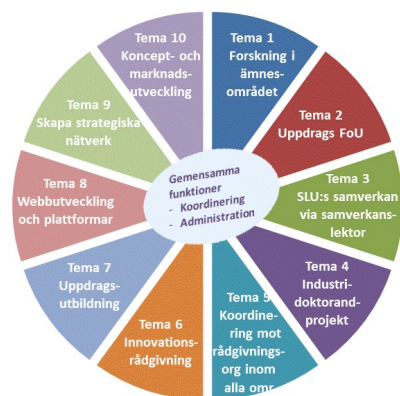 Tema 1
Forskning i
ämnes-
området
Tema 2
Uppdrags FoU
Tema 3
SLU:s samverkan
via samverkans-
lektor
Tema 4
Industri-
doktorand-
projekt
Tema 5
Koordine-
ring mot
rådgivnings-
org inom
alla omr
Tema 6
Innovations-
rådgivning
Tema 7
Uppdrags-
utbildning
Tema 8
Webbutveckling
och plattformar
Tema 9
Skapa strategiska
nätverk
Tema 10
Koncept- och
marknads-
utveckling
Gemensamma
funktioner
- Koordinering
- Administration